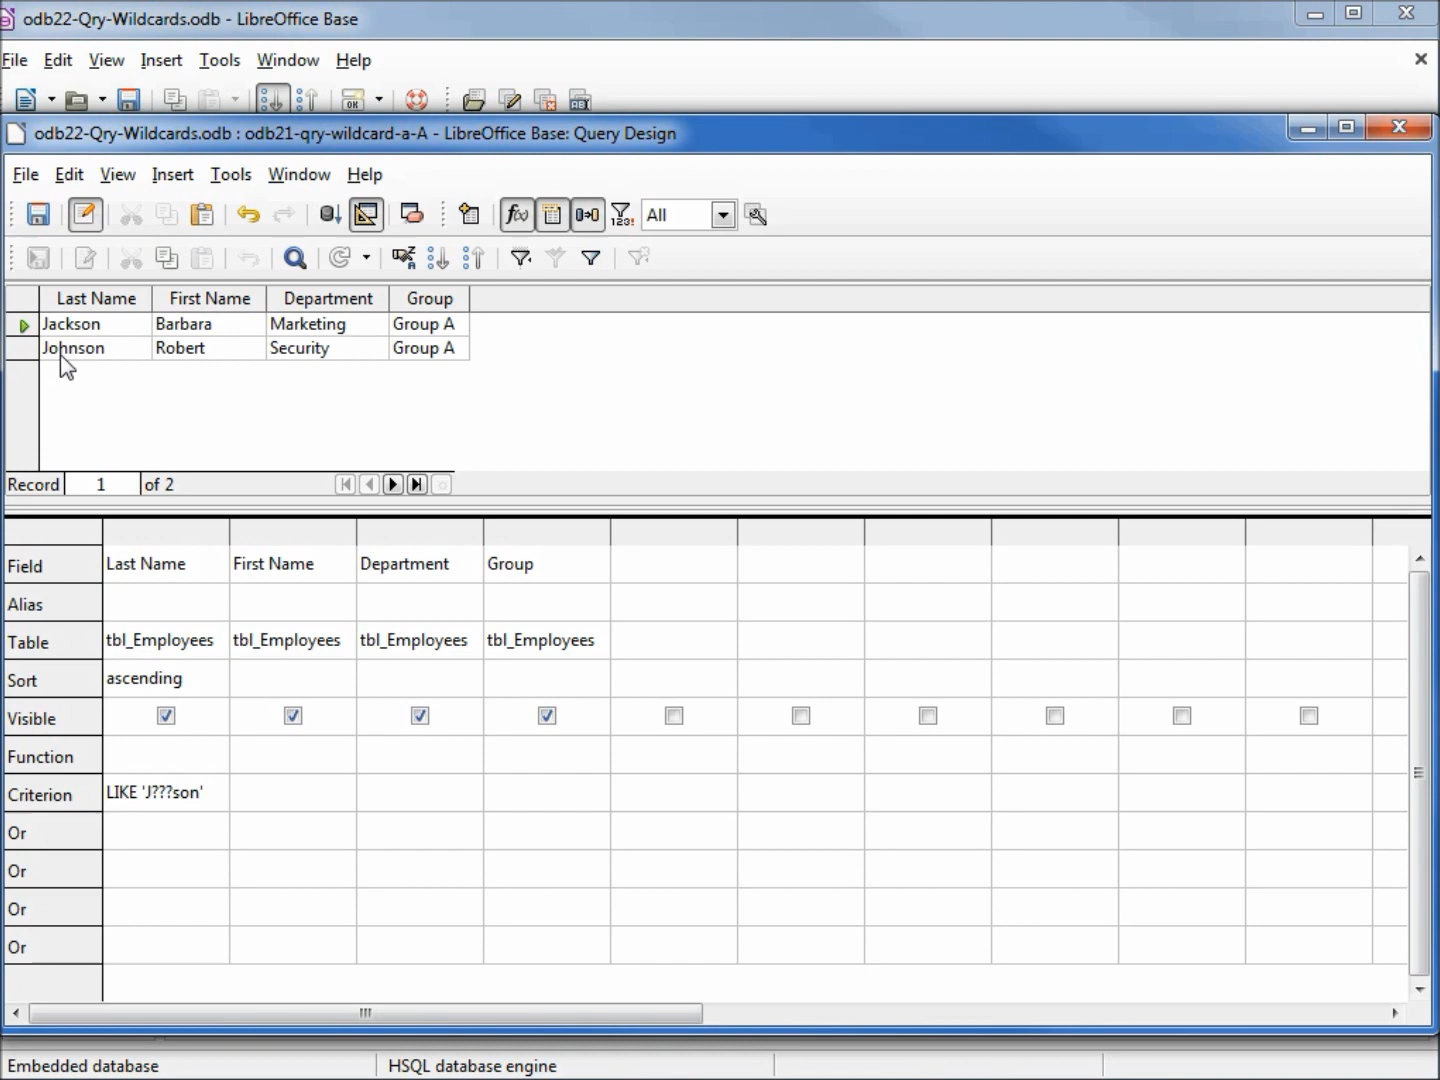 odb22-Qry-Wildcards.odb - LibreOffice Base
File Edit View Insert Tools Window Help
OK
odb22-Qry-Wildcards.odb : odb21-qry-wildcard-a-A - LibreOffice Base: Query Design
File Edit View Insert Tools Window Help
f(x) 123! All
Last Name First Name Department Group
Jackson Barbara Marketing Group A
Johnson Robert Security Group A
Record 1 of 2
Field Last Name First Name Department Group
Alias
Table tbl_Employees tbl_Employees tbl_Employees tbl_Employees
Sort ascending
Visible
Function
Criterion LIKE 'J???son'
Or
Or
Or
Or
Embedded database HSQL database engine